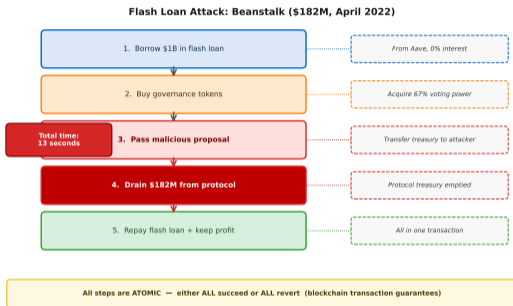 Flash Loan Attack: Beanstalk ($182M, April 2022)
1. Borrow $1B in flash loan
From Aave, 0% interest
2. Buy governance tokens
Acquire 67% voting power
Total time:
13 seconds
3. Pass malicious proposal
Transfer treasury to attacker
4. Drain $182M from protocol
Protocol treasury emptied
5. Repay flash loan + keep profit
All in one transaction
All steps are ATOMIC — either ALL succeed or ALL revert (blockchain transaction guarantees)